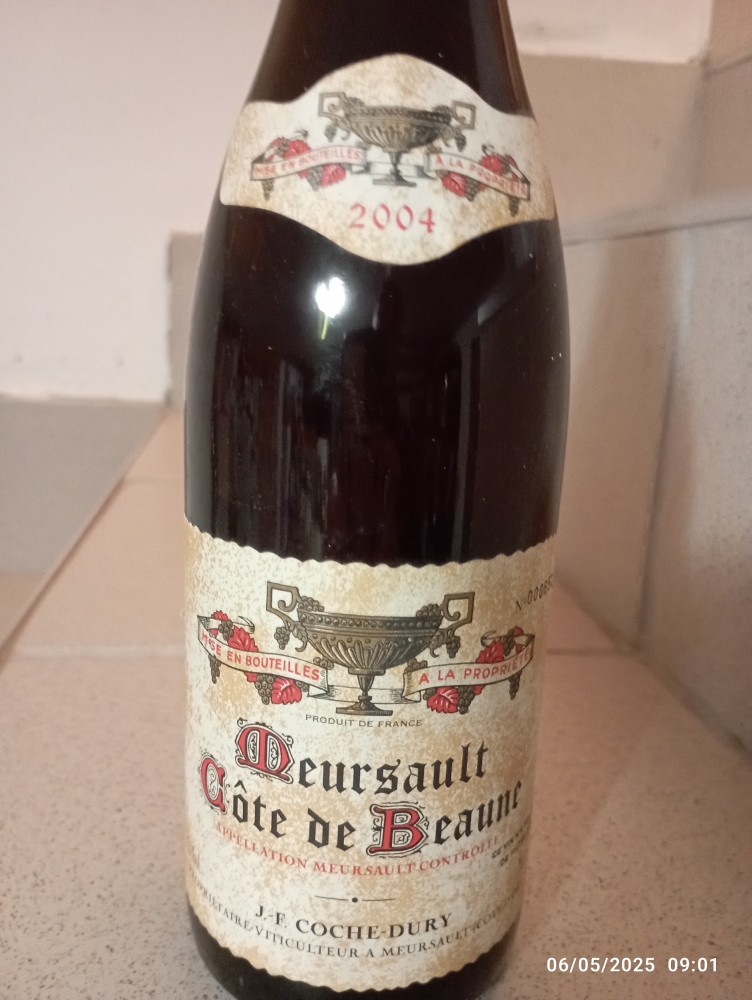 MISE EN BOUTEILLES A LA PROPRIÉTÉ
2004
MISE EN BOUTEILLES A LA PROPRIÉTÉ
PRODUIT DE FRANCE
Meursault
Côte de Beaune
APPELLATION MEURSAULT CONTROLÉE
J.-F. COCHE-DURY
VITICULTEUR A MEURSAULT
06/05/2025 09:01